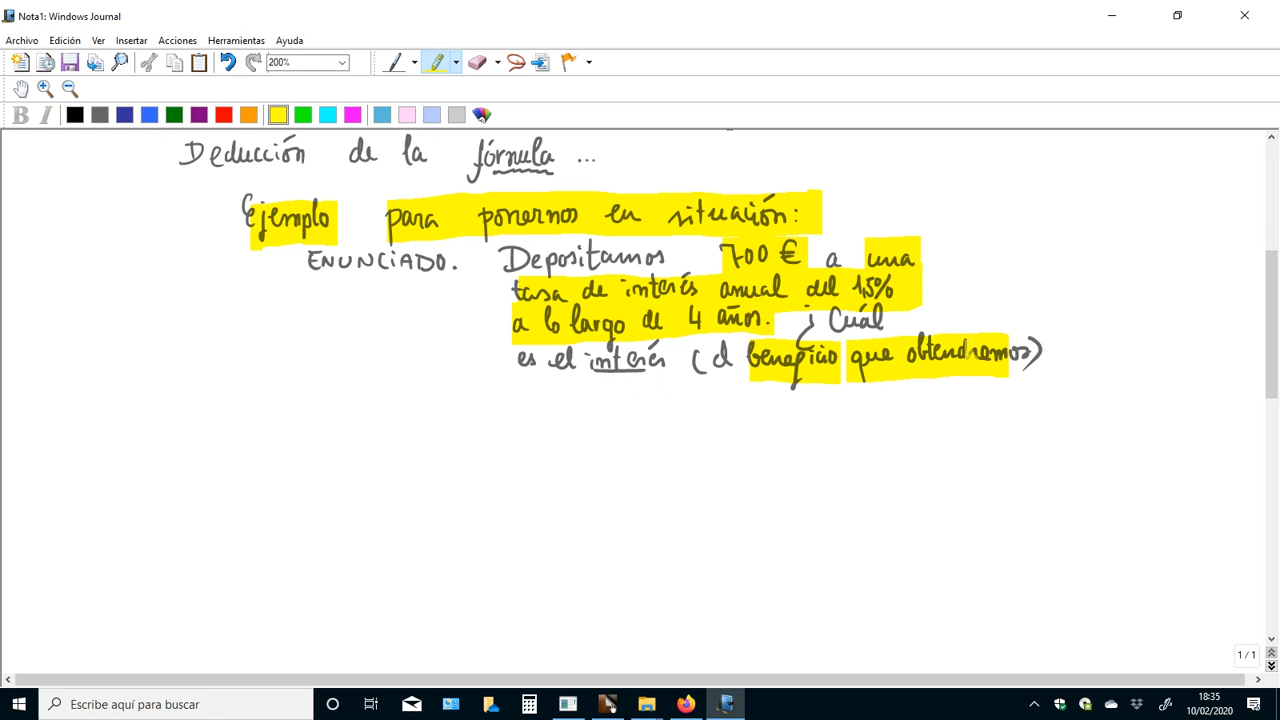 Nota1: Windows Journal
Archivo Edición Ver Insertar Acciones Herramientas Ayuda
200%
B I
Deducción de la fórmula ...
Ejemplo para ponernos en situación:
ENUNCIADO. Depositamos 700 € a una
tasa de interés anual del 1,5%
a lo largo de 4 años. ¿Cuál
es el interés (el beneficio que obtendremos)
1 / 1
Escribe aquí para buscar
18:35
10/02/2020